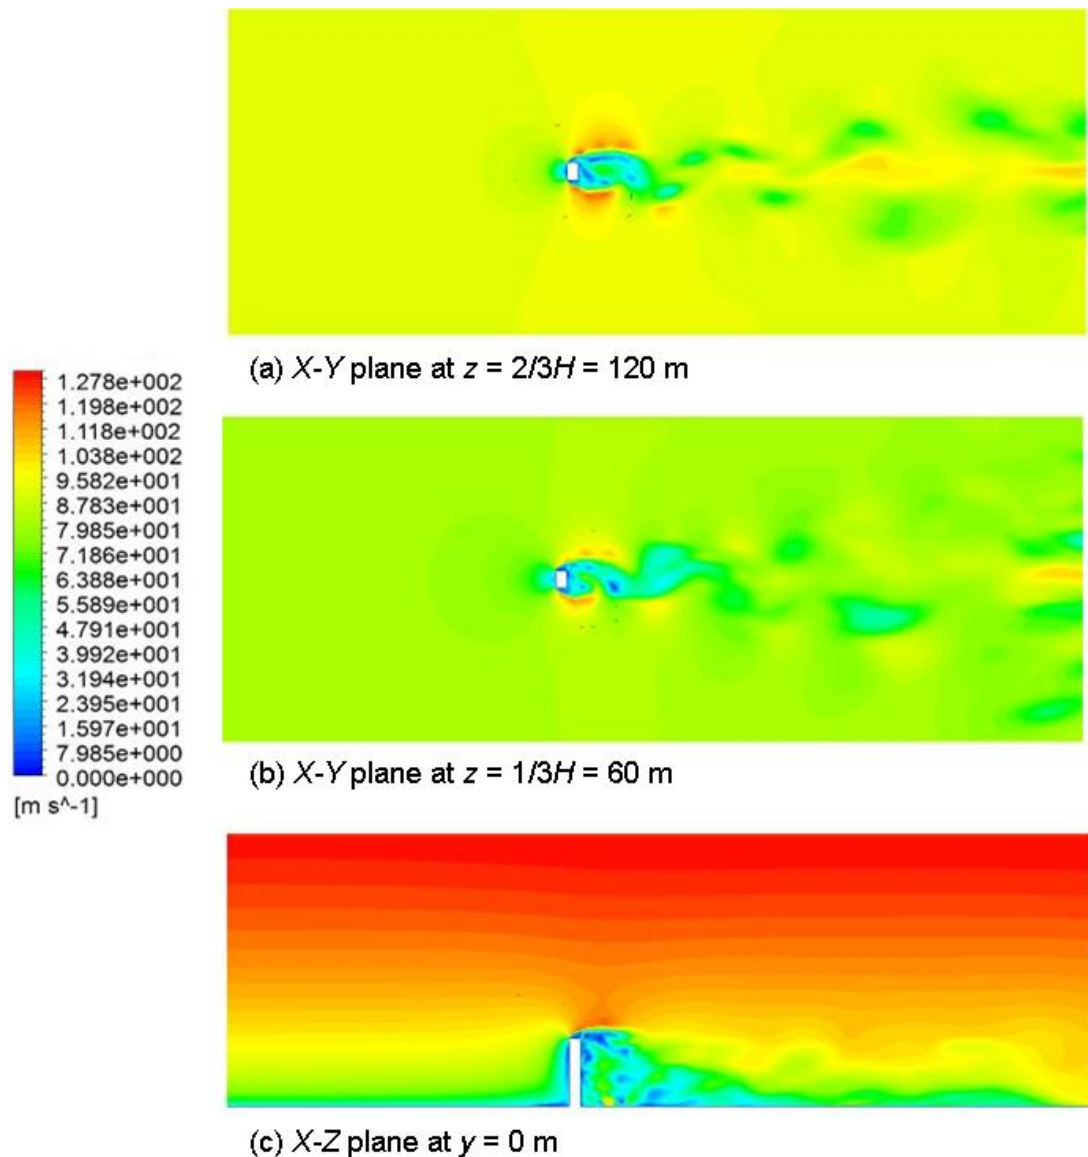 (a) X-Y plane at z = 2/3H = 120 m
1.278e+002
1.198e+002
1.118e+002
1.038e+002
9.582e+001
8.783e+001
7.985e+001
7.186e+001
6.388e+001
5.589e+001
4.791e+001
3.992e+001
3.194e+001
2.395e+001
1.597e+001
7.985e+000
0.000e+000
[m s^-1]
(b) X-Y plane at z = 1/3H = 60 m
(c) X-Z plane at y = 0 m